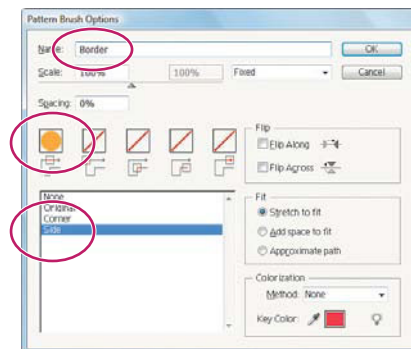 Pattern Brush Options
Name: Border
OK
Scale: 100% 100% Fixed
Cancel
Spacing: 0%
Flip
Flip Along
Flip Across
None
Original
Corner
Side
Fit
Stretch to fit
Add space to fit
Approximate path
Colorization
Method: None
Key Color: